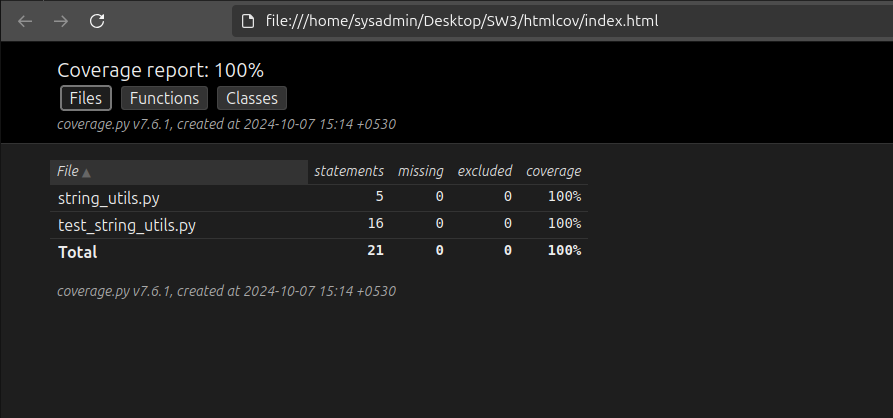 file:///home/sysadmin/Desktop/SW3/htmlcov/index.html
Coverage report: 100%
Files Functions Classes
coverage.py v7.6.1, created at 2024-10-07 15:14 +0530
File ▲ statements missing excluded coverage
string_utils.py 5 0 0 100%
test_string_utils.py 16 0 0 100%
Total 21 0 0 100%
coverage.py v7.6.1, created at 2024-10-07 15:14 +0530